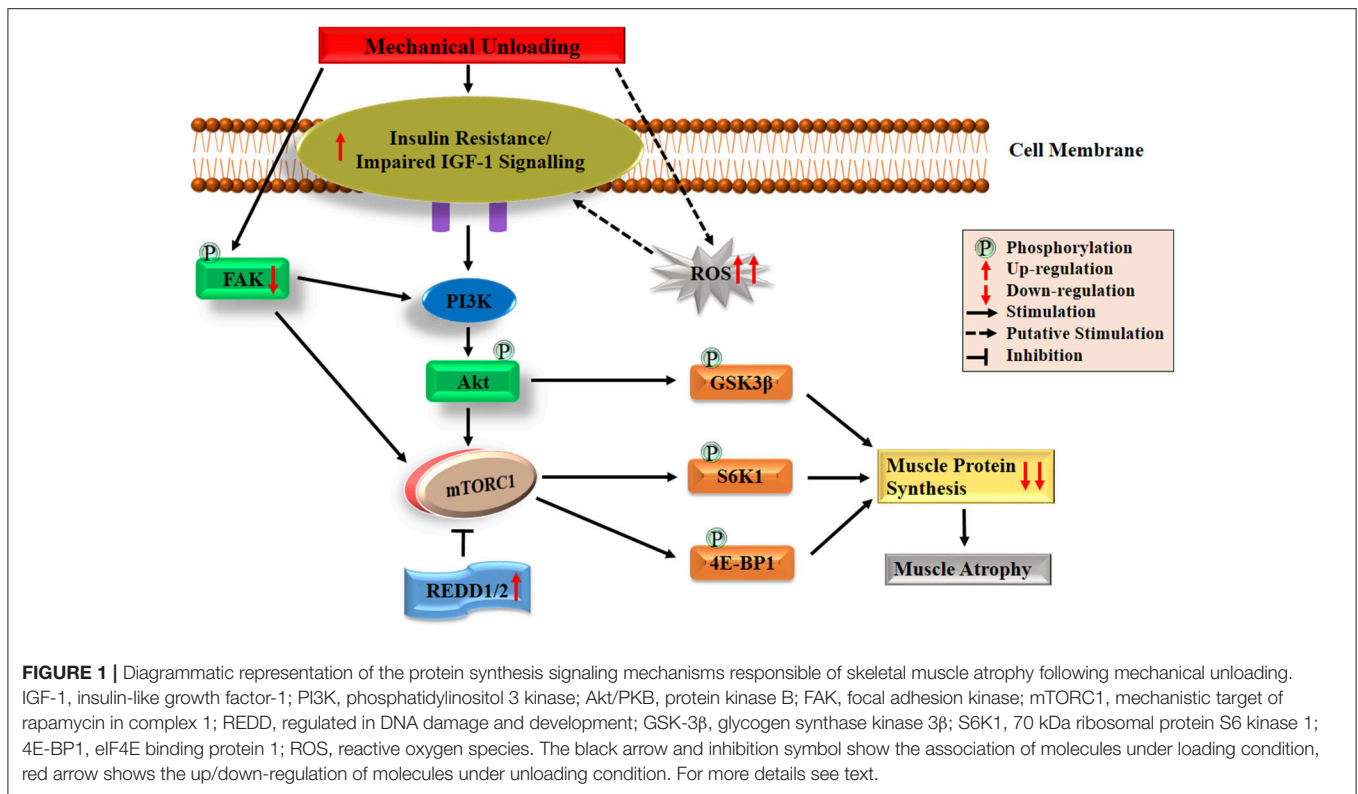 Mechanical Unloading
Insulin Resistance/
Impaired IGF-1 Signalling
Cell Membrane
P
FAK
ROS
PI3K
P
Akt
P
GSK3β
mTORC1
P
S6K1
P
4E-BP1
REDD1/2
Muscle Protein
Synthesis
Muscle Atrophy
P Phosphorylation
Up-regulation
Down-regulation
Stimulation
Putative Stimulation
Inhibition
FIGURE 1 | Diagrammatic representation of the protein synthesis signaling mechanisms responsible of skeletal muscle atrophy following mechanical unloading.
IGF-1, insulin-like growth factor-1; PI3K, phosphatidylinositol 3 kinase; Akt/PKB, protein kinase B; FAK, focal adhesion kinase; mTORC1, mechanistic target of
rapamycin in complex 1; REDD, regulated in DNA damage and development; GSK-3β, glycogen synthase kinase 3β; S6K1, 70 kDa ribosomal protein S6 kinase 1;
4E-BP1, eIF4E binding protein 1; ROS, reactive oxygen species. The black arrow and inhibition symbol show the association of molecules under loading condition,
red arrow shows the up/down-regulation of molecules under unloading condition. For more details see text.